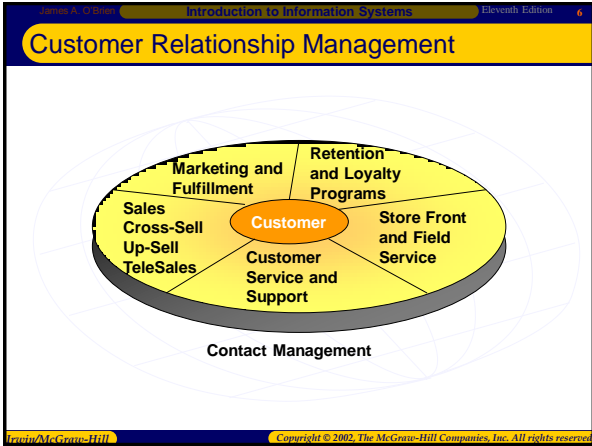 James A. O'Brien Introduction to Information Systems Eleventh Edition 6
Customer Relationship Management
Marketing and
Fulfillment
Retention
and Loyalty
Programs
Sales
Cross-Sell
Up-Sell
TeleSales
Customer
Store Front
and Field
Service
Customer
Service and
Support
Contact Management
Irwin/McGraw-Hill Copyright © 2002, The McGraw-Hill Companies, Inc. All rights reserved